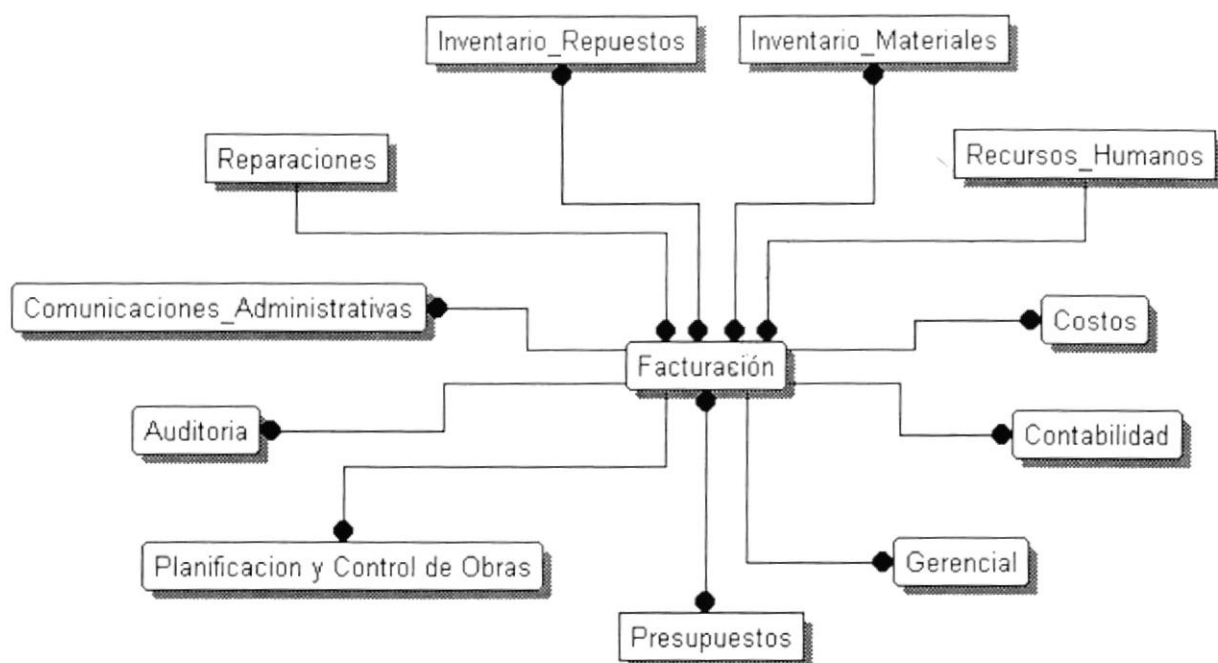 Inventario_Repuestos
Inventario_Materiales
Reparaciones
Recursos_Humanos
Comunicaciones_Administrativas
Costos
Facturación
Auditoria
Contabilidad
Planificacion y Control de Obras
Gerencial
Presupuestos